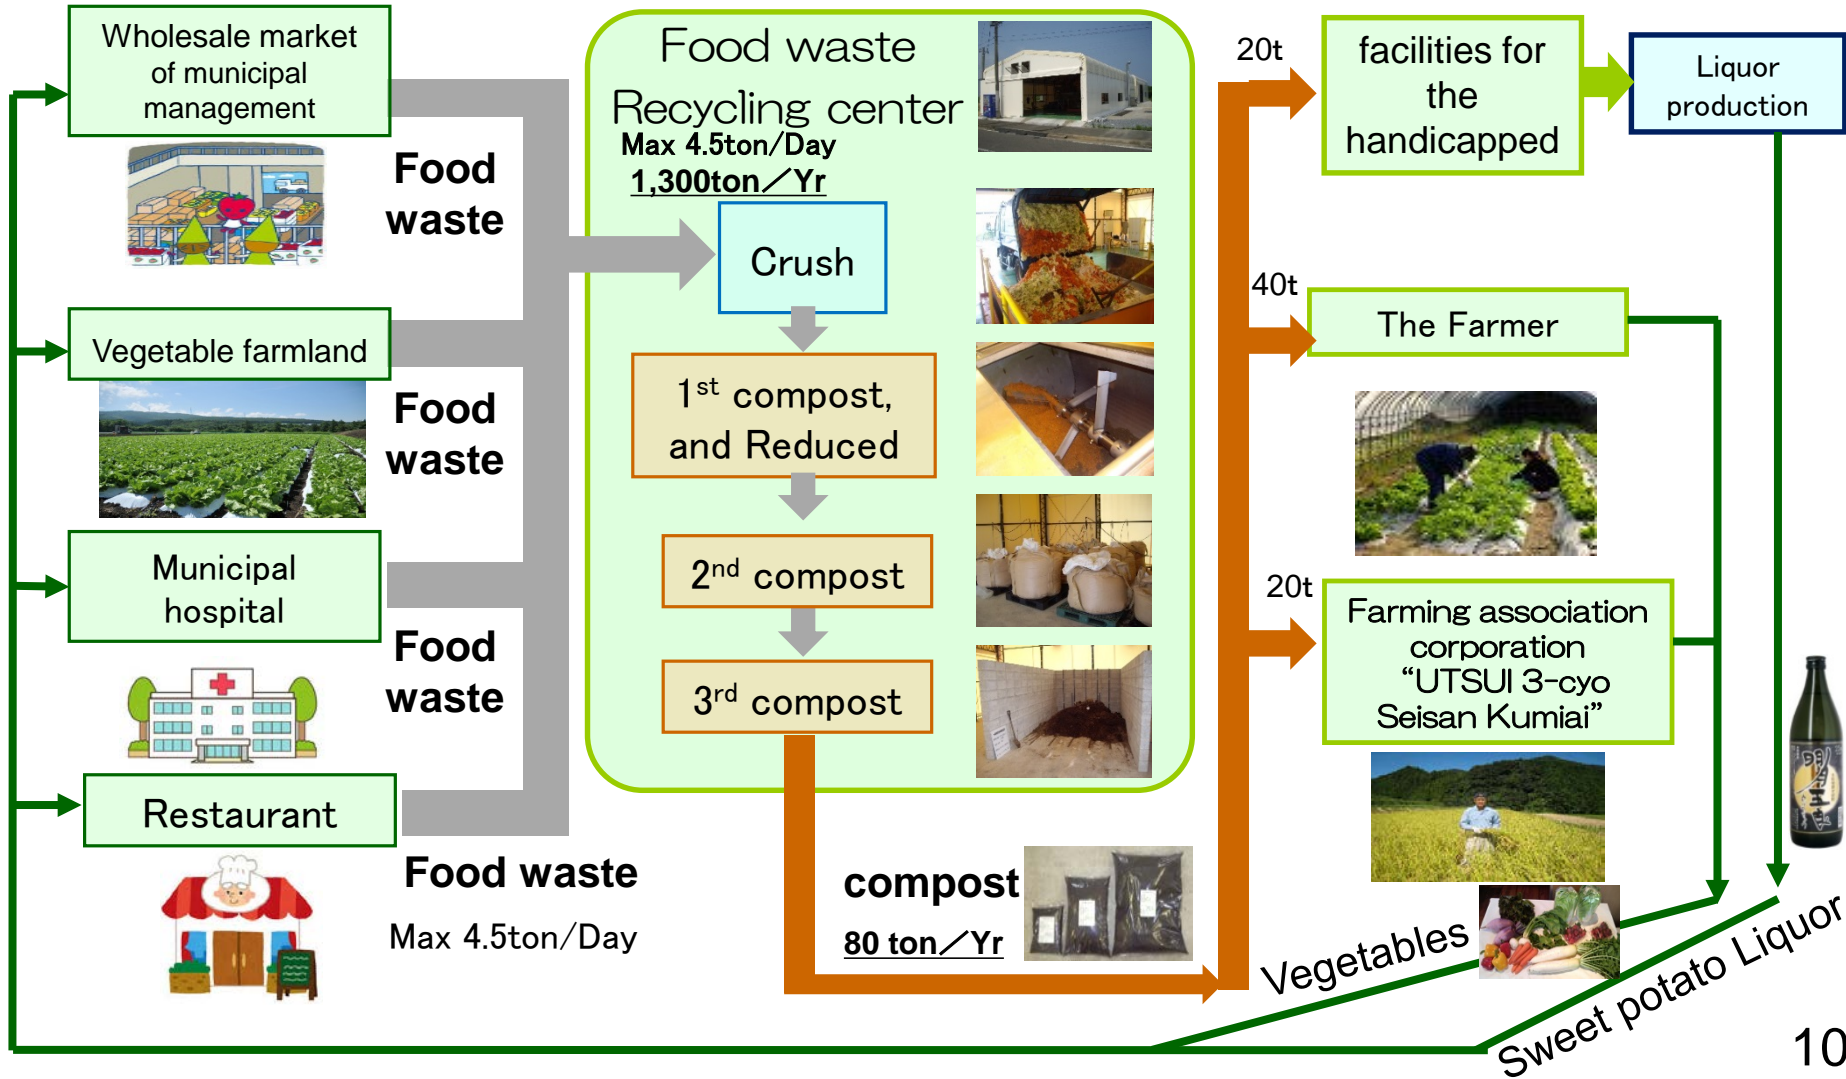 Wholesale market
of municipal
management
Food
waste
Vegetable farmland
Food
waste
Municipal
hospital
Food
waste
Restaurant
Food waste
Max 4.5ton/Day
Food waste
Recycling center
Max 4.5ton/Day
1,300ton／Yr
Crush
1st compost,
and Reduced
2nd compost
3rd compost
compost
80 ton／Yr
20t
facilities for
the
handicapped
Liquor
production
40t
The Farmer
20t
Farming association
corporation
“UTSUI 3-cyo
Seisan Kumiai”
Vegetables
Sweet potato Liquor
10